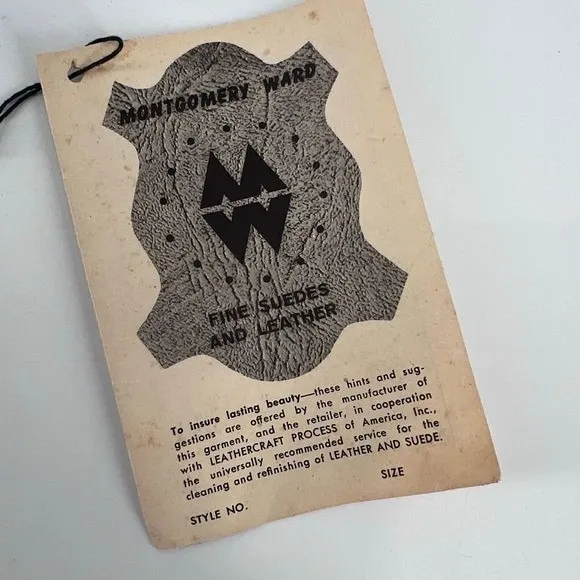 MONTGOMERY WARD
MW
FINE SUEDES
AND LEATHER
To insure lasting beauty—these hints and sug-
gestions are offered by the manufacturer of
this garment, and the retailer, in cooperation
with LEATHERCRAFT PROCESS of America, Inc.,
the universally recommended service for the
cleaning and refinishing of LEATHER AND SUEDE.
STYLE NO. SIZE